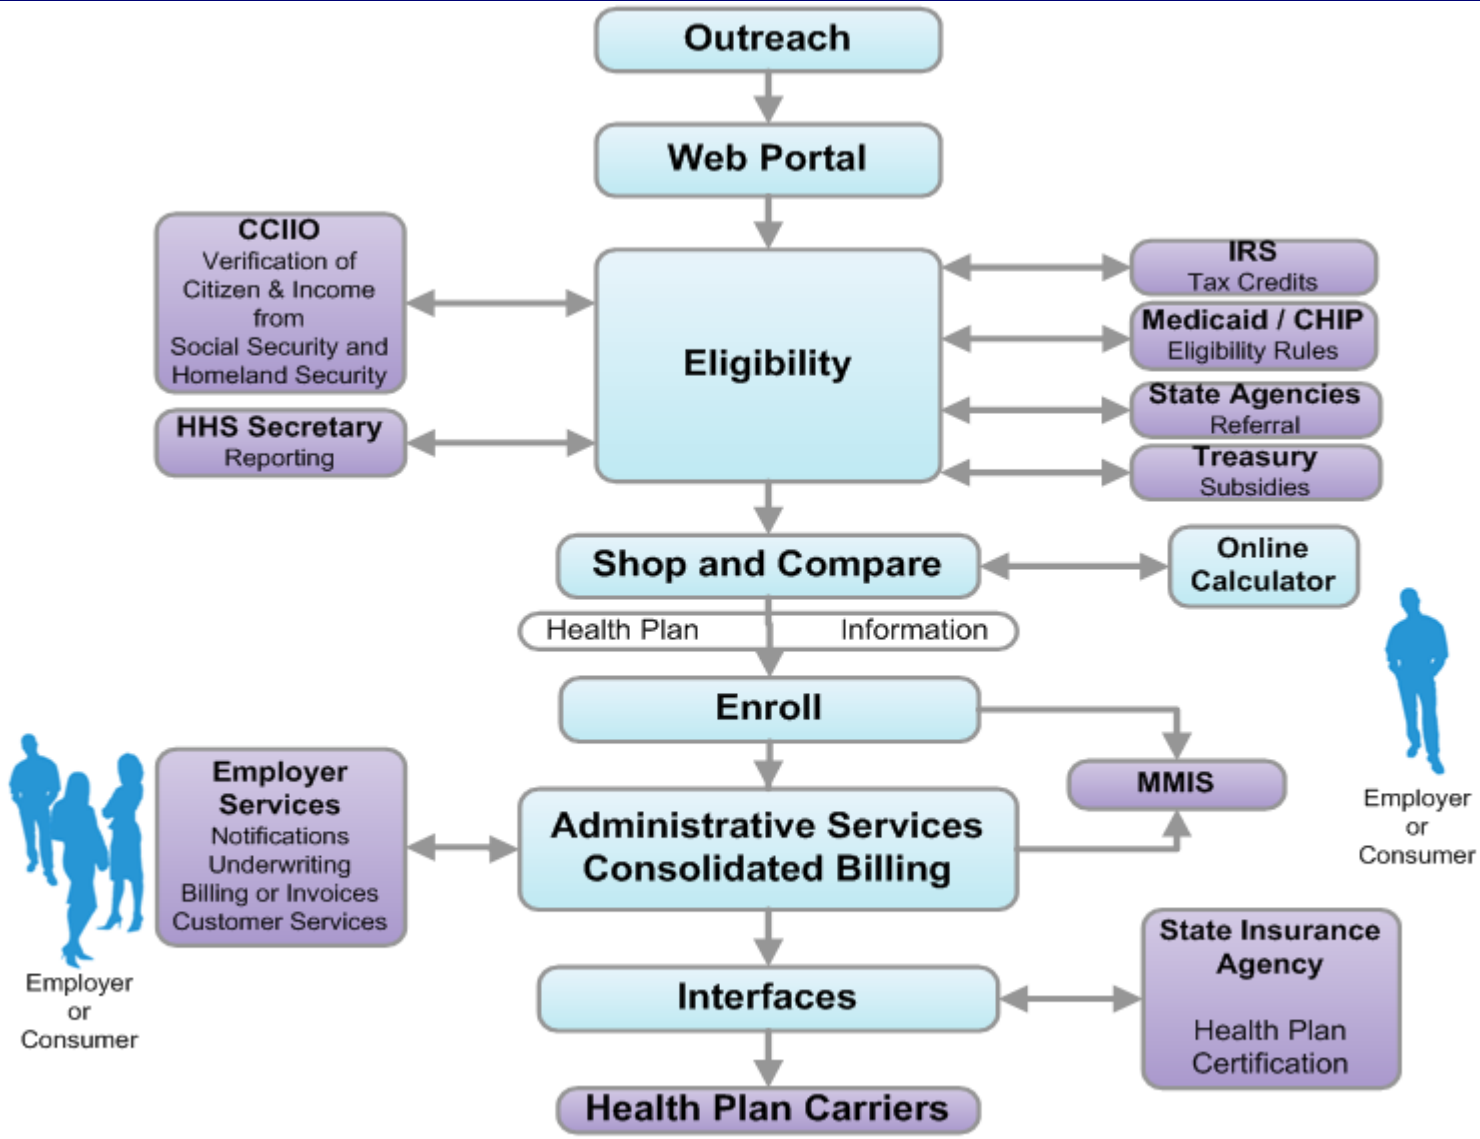 Outreach
Web Portal
CCIIO
Verification of
Citizen & Income
from
Social Security and
Homeland Security
HHS Secretary
Reporting
Eligibility
IRS
Tax Credits
Medicaid / CHIP
Eligibility Rules
State Agencies
Referral
Treasury
Subsidies
Shop and Compare
Online
Calculator
Health Plan Information
Enroll
MMIS
Employer
or
Consumer
Employer
Services
Notifications
Underwriting
Billing or Invoices
Customer Services
Administrative Services
Consolidated Billing
Employer
or
Consumer
Interfaces
State Insurance
Agency
Health Plan
Certification
Health Plan Carriers